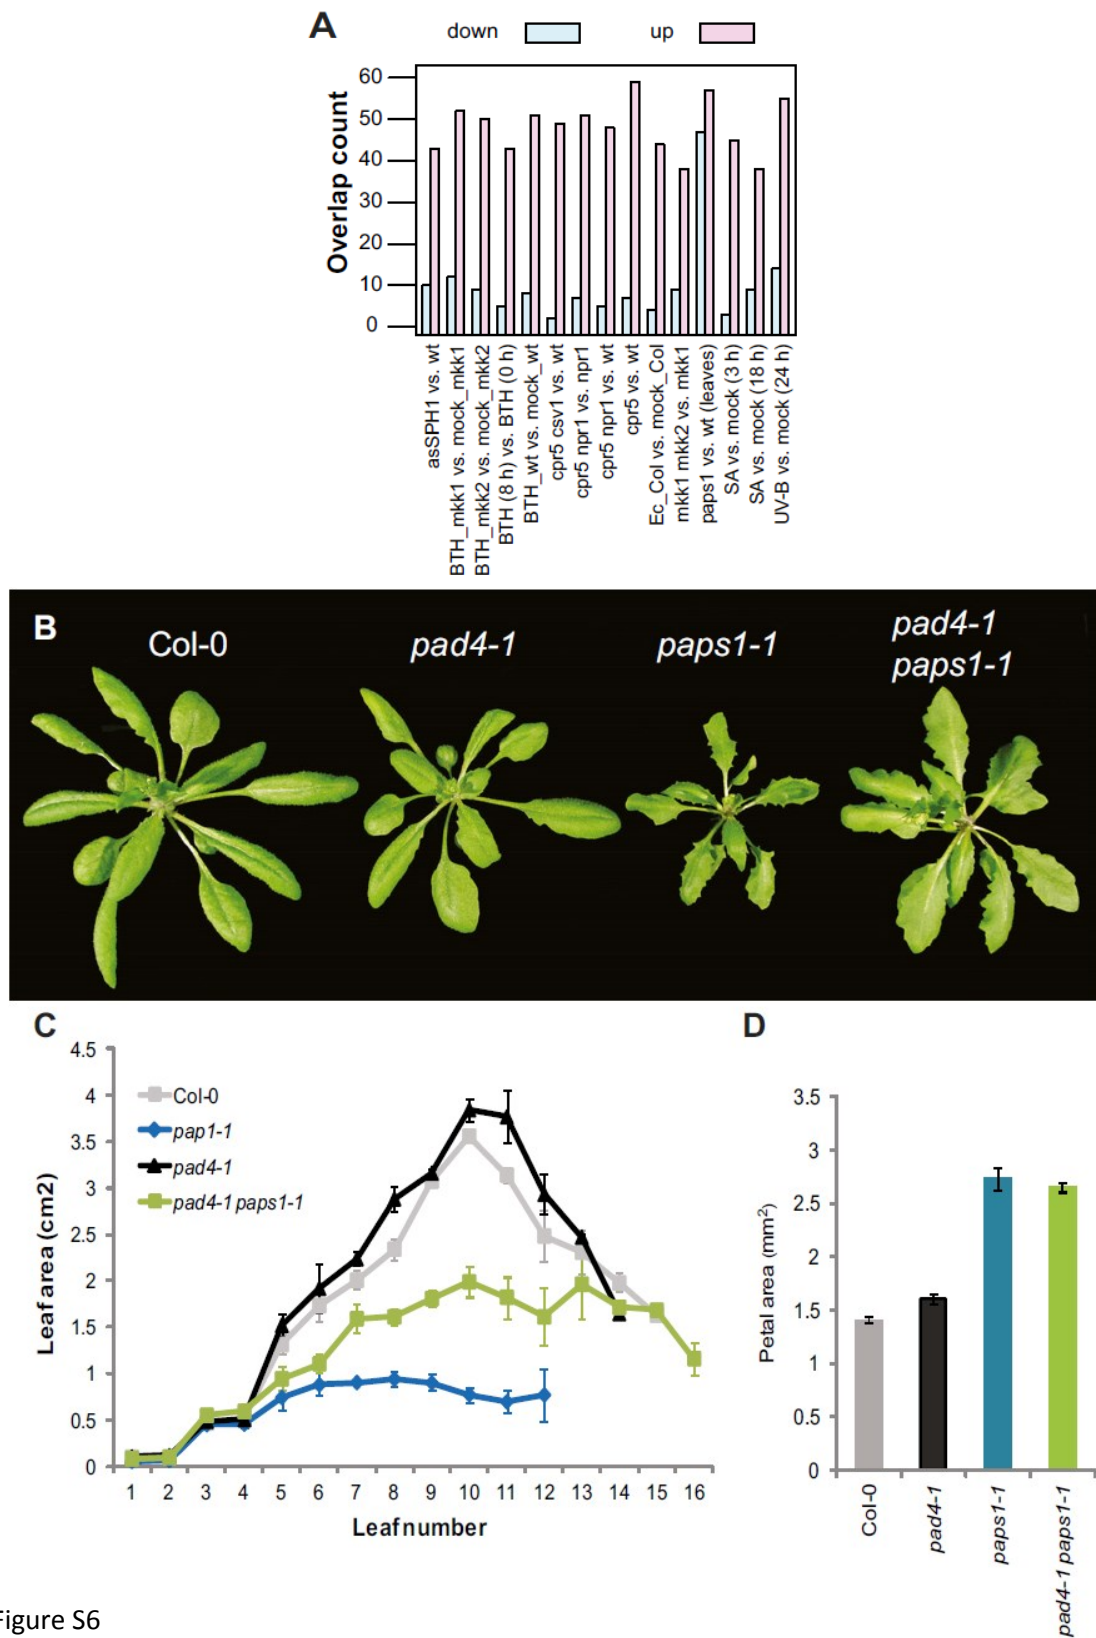 A
down
up
Overlap count
60
50
40
30
20
10
0
asSPH1 vs. wt
BTH_mkk1 vs. mock_mkk1
BTH_mkk2 vs. mock_mkk2
BTH (8 h) vs. BTH (0 h)
BTH_wt vs. mock_wt
cpr5 csv1 vs. wt
cpr5 npr1 vs. npr1
cpr5 npr1 vs. wt
cpr5 vs. wt
Ec_Col vs. mock_Col
mkk1 mkk2 vs. mkk1
paps1 vs. wt (leaves)
SA vs. mock (3 h)
SA vs. mock (18 h)
UV-B vs. mock (24 h)
B
Col-0
pad4-1
paps1-1
pad4-1
paps1-1
C
Leaf area (cm2)
4.5
4
3.5
3
2.5
2
1.5
1
0.5
0
Col-0
pap1-1
pad4-1
pad4-1 paps1-1
1 2 3 4 5 6 7 8 9 10 11 12 13 14 15 16
Leaf number
D
Petal area (mm²)
3.5
3
2.5
2
1.5
1
0.5
0
Col-0
pad4-1
paps1-1
pad4-1 paps1-1
igure S6